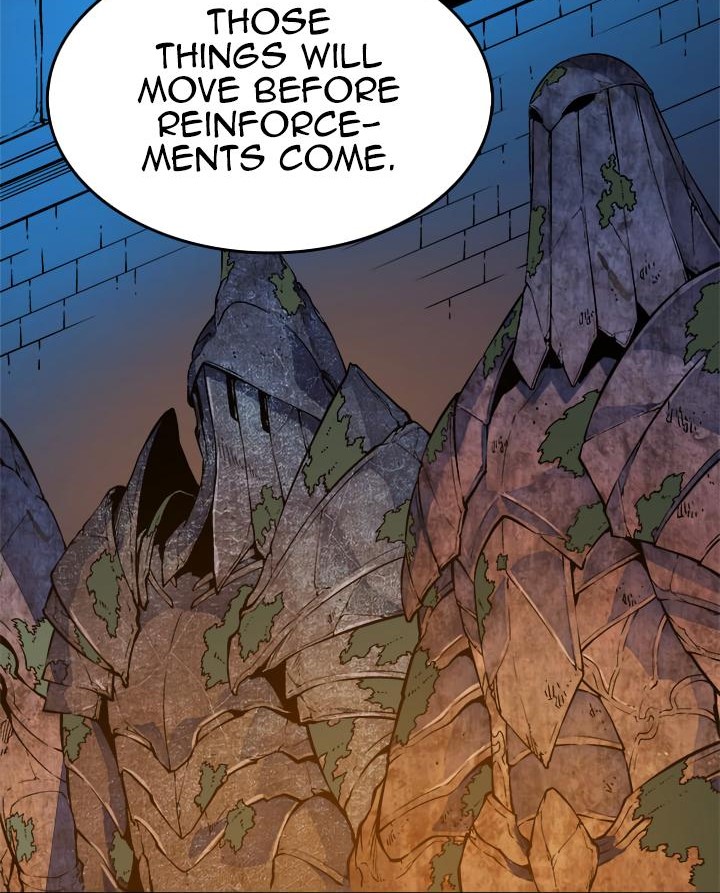 THOSE
THINGS WILL
MOVE BEFORE
REINFORCE-
MENTS COME.